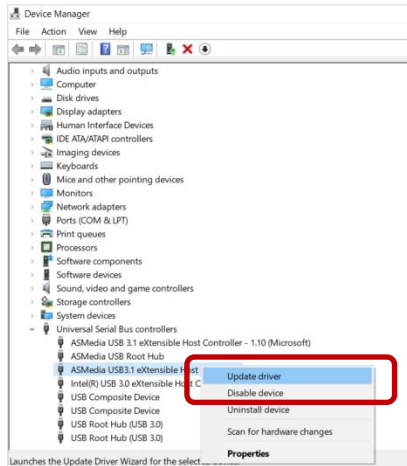 Device Manager
File Action View Help
Audio inputs and outputs
Computer
Disk drives
Display adapters
Human Interface Devices
IDE ATA/ATAPI controllers
Imaging devices
Keyboards
Mice and other pointing devices
Monitors
Network adapters
Ports (COM & LPT)
Print queues
Processors
Software components
Software devices
Sound, video and game controllers
Storage controllers
System devices
Universal Serial Bus controllers
ASMedia USB 3.1 eXtensible Host Controller - 1.10 (Microsoft)
ASMedia USB Root Hub
ASMedia USB3.1 eXtensible Host
Intel(R) USB 3.0 eXtensible Host C
USB Composite Device
USB Composite Device
USB Root Hub (USB 3.0)
USB Root Hub (USB 3.0)
Update driver
Disable device
Uninstall device
Scan for hardware changes
Properties
Launches the Update Driver Wizard for the select